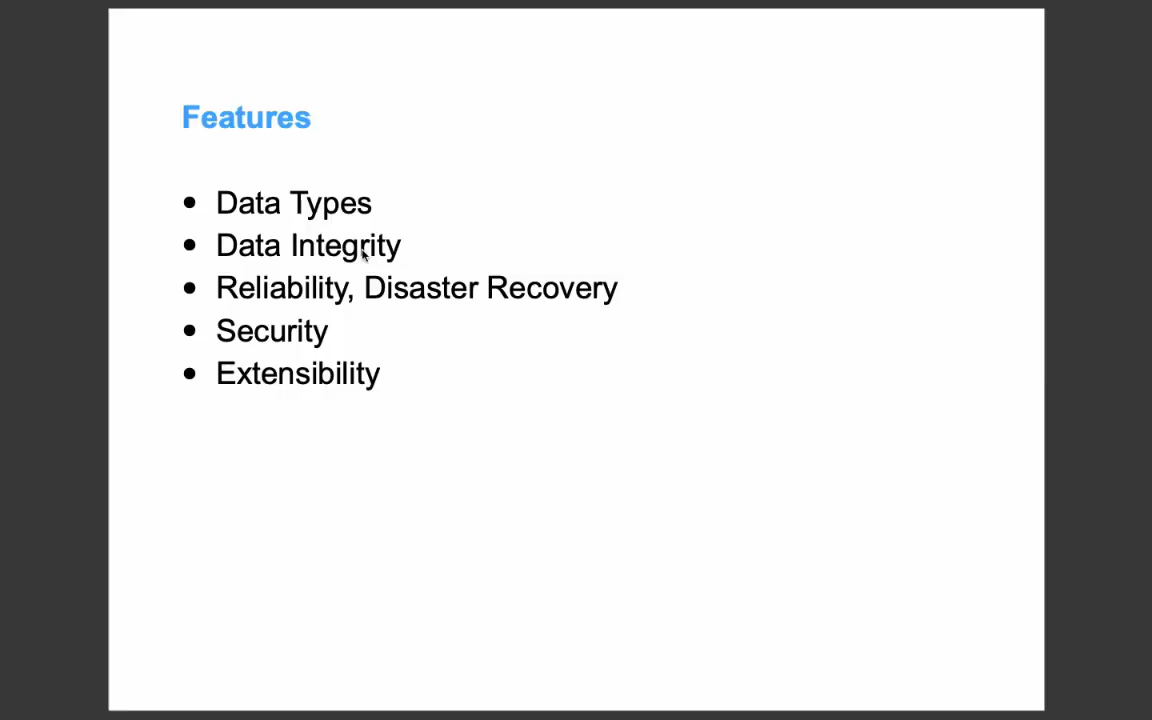 Features
• Data Types
• Data Integrity
• Reliability, Disaster Recovery
• Security
• Extensibility